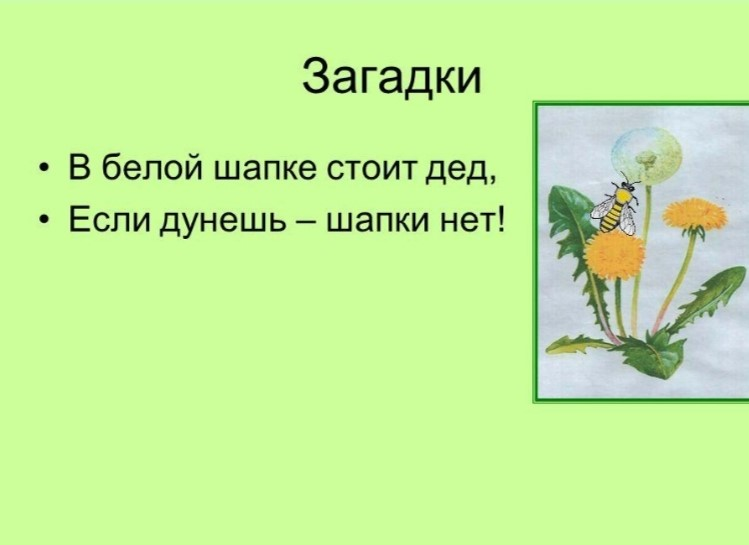 Загадки
• В белой шапке стоит дед,
• Если дунешь – шапки нет!